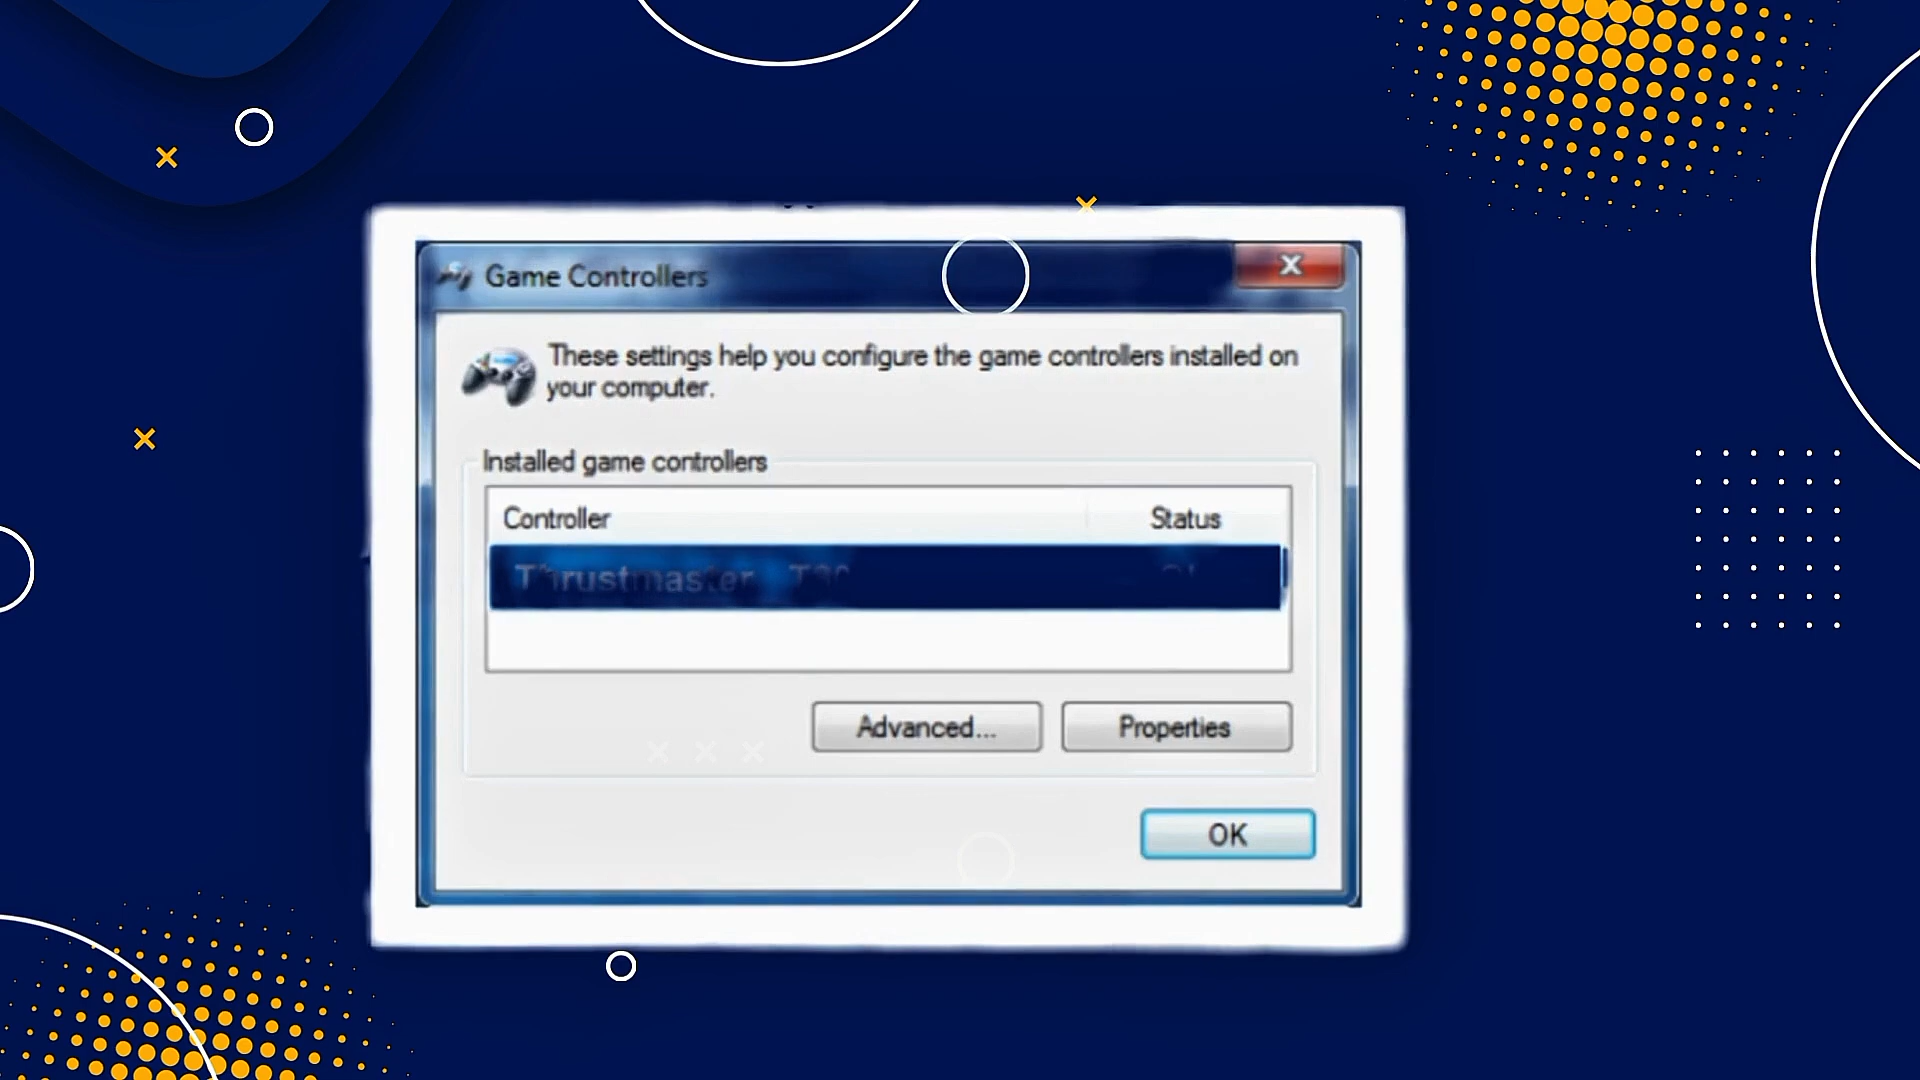 Game Controllers
These settings help you configure the game controllers installed on
your computer.
Installed game controllers
Controller Status
Thrustmaster
Advanced... Properties
OK